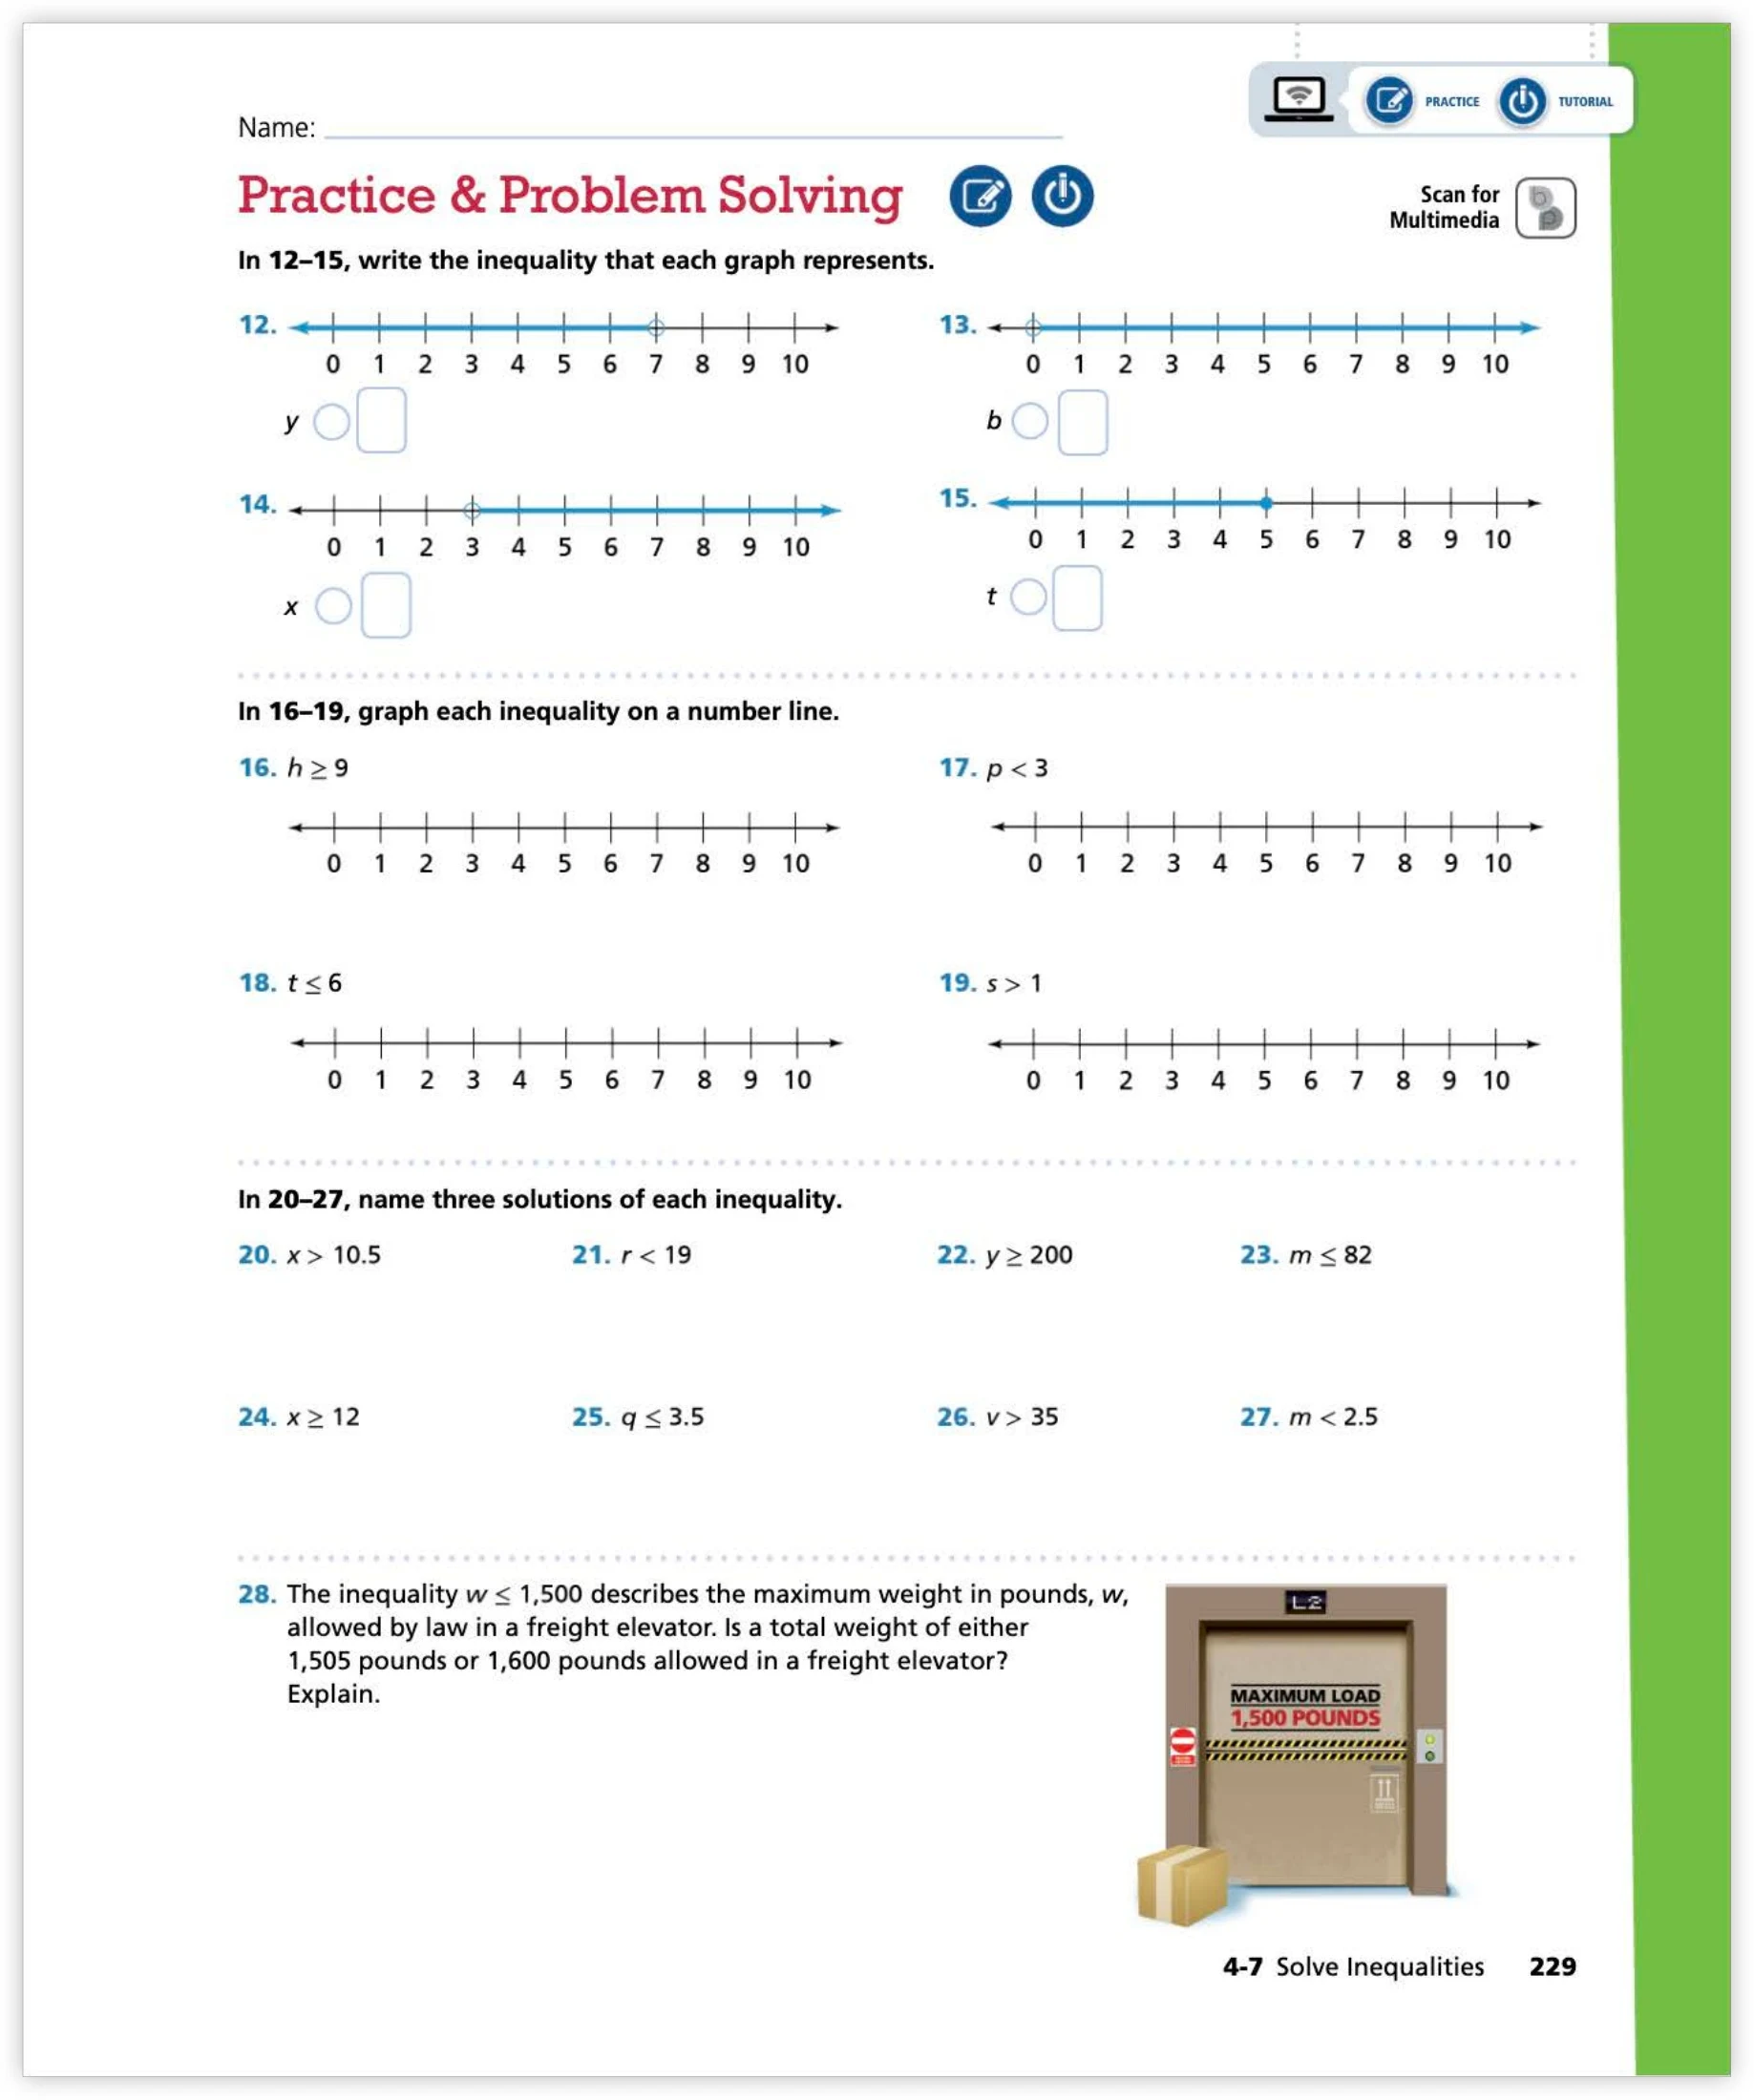 PRACTICE TUTORIAL
Name:
Practice & Problem Solving
Scan for
Multimedia
In 12–15, write the inequality that each graph represents.
12.
0 1 2 3 4 5 6 7 8 9 10
y
13.
0 1 2 3 4 5 6 7 8 9 10
b
14.
0 1 2 3 4 5 6 7 8 9 10
x
15.
0 1 2 3 4 5 6 7 8 9 10
t
In 16–19, graph each inequality on a number line.
16. h ≥ 9
0 1 2 3 4 5 6 7 8 9 10
17. p < 3
0 1 2 3 4 5 6 7 8 9 10
18. t ≤ 6
0 1 2 3 4 5 6 7 8 9 10
19. s > 1
0 1 2 3 4 5 6 7 8 9 10
In 20–27, name three solutions of each inequality.
20. x > 10.5
21. r < 19
22. y ≥ 200
23. m ≤ 82
24. x ≥ 12
25. q ≤ 3.5
26. v > 35
27. m < 2.5
28. The inequality w ≤ 1,500 describes the maximum weight in pounds, w,
allowed by law in a freight elevator. Is a total weight of either
1,505 pounds or 1,600 pounds allowed in a freight elevator?
Explain.
L2
MAXIMUM LOAD
1,500 POUNDS
4-7 Solve Inequalities 229